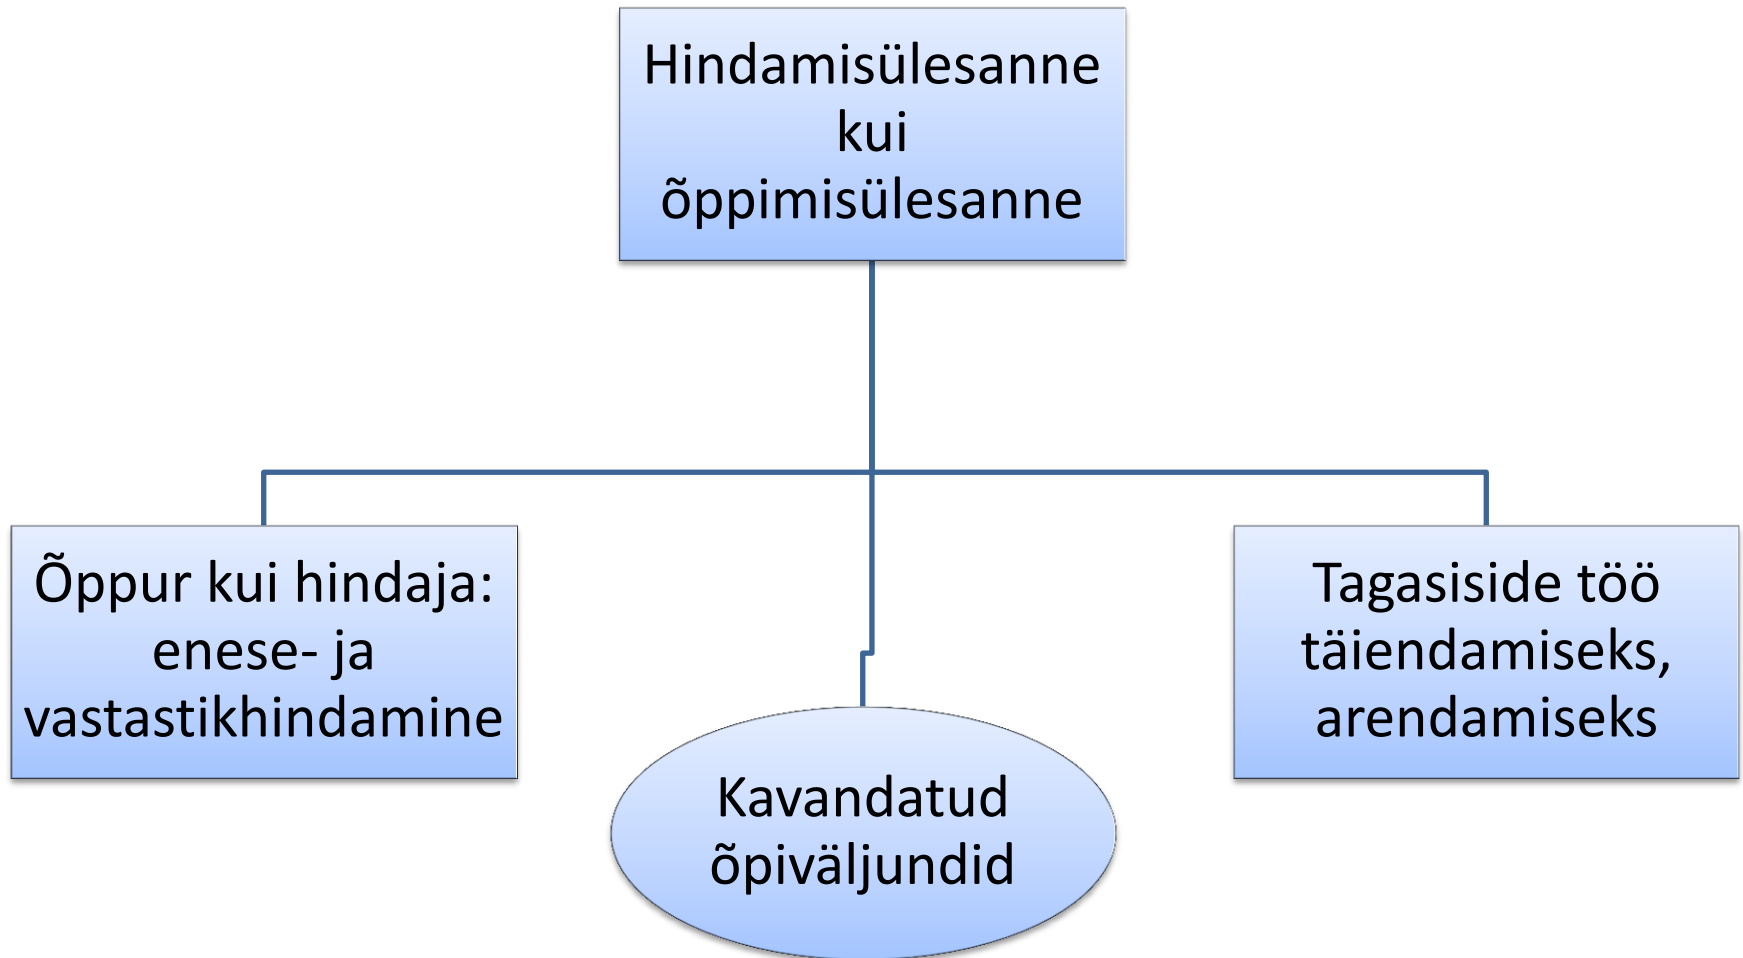 Hindamisülesanne
kui
õppimisülesanne
Õppur kui hindaja:
enese- ja
vastastikhindamine
Kavandatud
õpiväljundid
Tagasiside töö
täiendamiseks,
arendamiseks